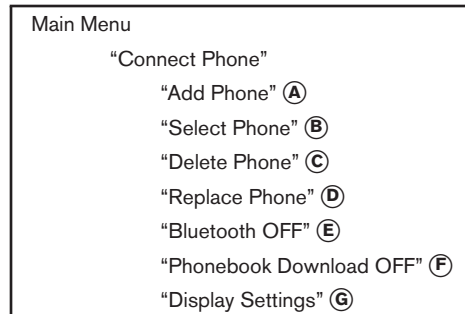 Main Menu
“Connect Phone”
“Add Phone” Ⓐ
“Select Phone” Ⓑ
“Delete Phone” Ⓒ
“Replace Phone” Ⓓ
“Bluetooth OFF” Ⓔ
“Phonebook Download OFF” Ⓕ
“Display Settings” Ⓖ